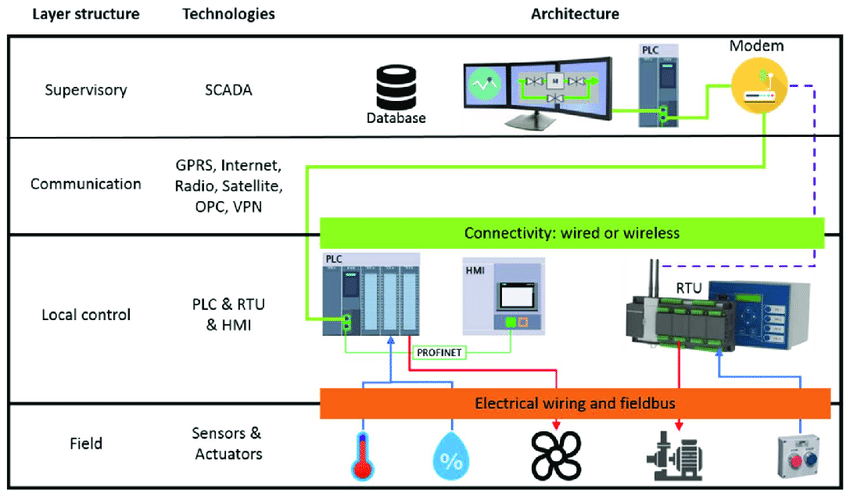 Layer structure
Technologies
Architecture
Supervisory
SCADA
Database
M
PLC
Modem
Communication
GPRS, Internet,
Radio, Satellite,
OPC, VPN
Connectivity: wired or wireless
Local control
PLC & RTU
& HMI
PLC
HMI
RTU
PROFINET
Electrical wiring and fieldbus
Field
Sensors &
Actuators
%